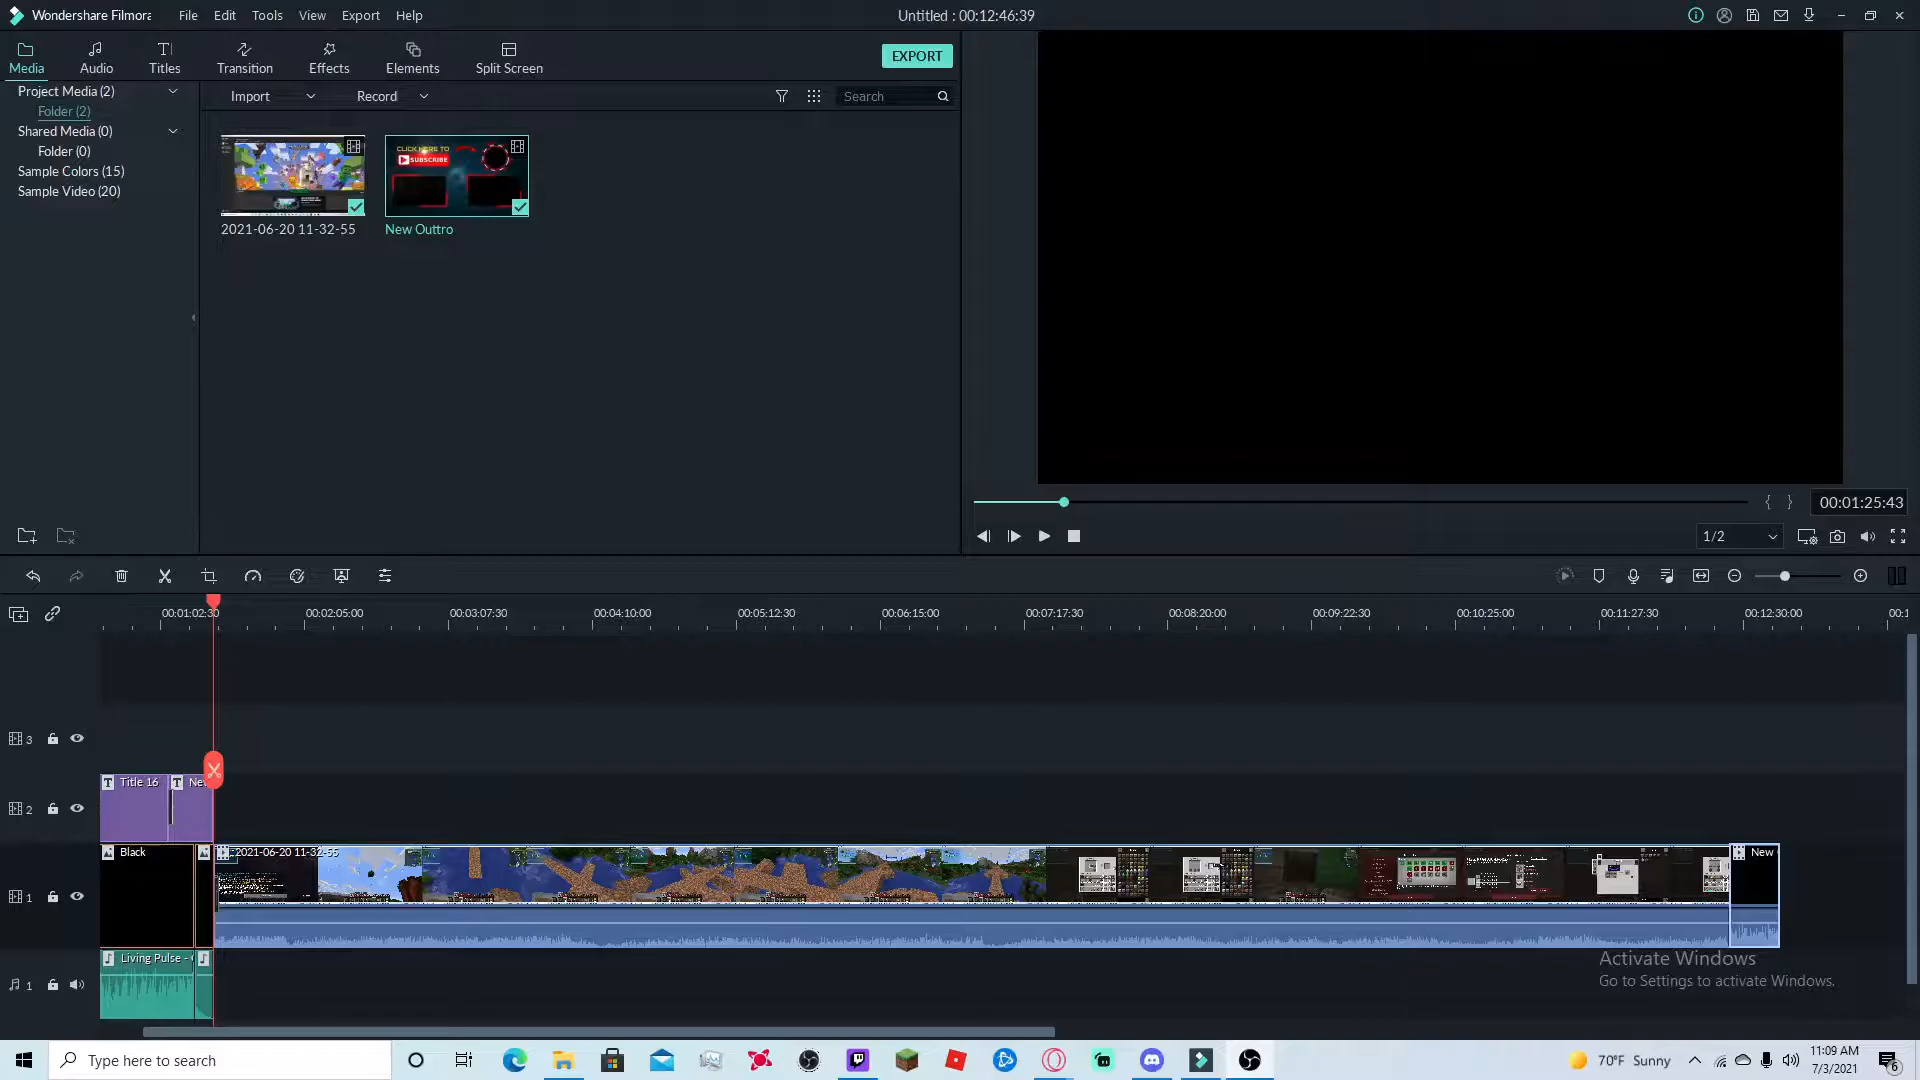 Wondershare Filmora
File Edit Tools View Export Help
Untitled : 00:12:46:39
Media Audio Titles Transition Effects Elements Split Screen
EXPORT
Project Media (2)
Folder (2)
Shared Media (0)
Folder (0)
Sample Colors (15)
Sample Video (20)
Import Record Search
CLICK HERE TO
SUBSCRIBE
2021-06-20 11-32-55
New Outtro
00:01:25:43
1/2
00:01:02:30 00:02:05:00 00:03:07:30 00:04:10:00 00:05:12:30 00:06:15:00 00:07:17:30 00:08:20:00 00:09:22:30 00:10:25:00 00:11:27:30 00:12:30:00
3
2
Title 16
1
Black
2021-06-20 11-32-55
New
1
Living Pulse -
Activate Windows
Go to Settings to activate Windows.
Type here to search
70°F Sunny
11:09 AM
7/3/2021
6